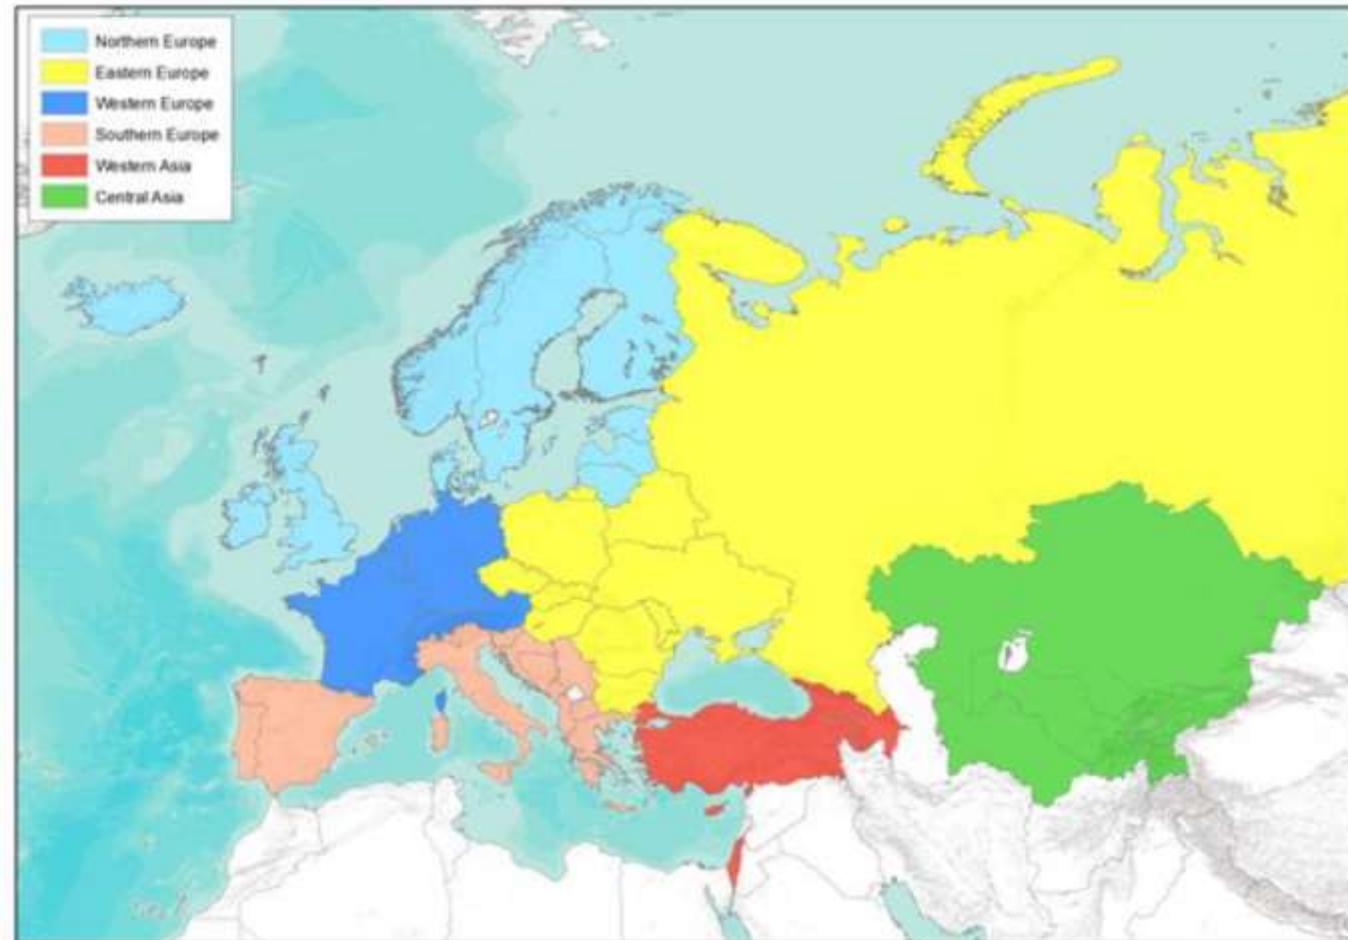 Northern Europe
Eastern Europe
Western Europe
Southern Europe
Western Asia
Central Asia